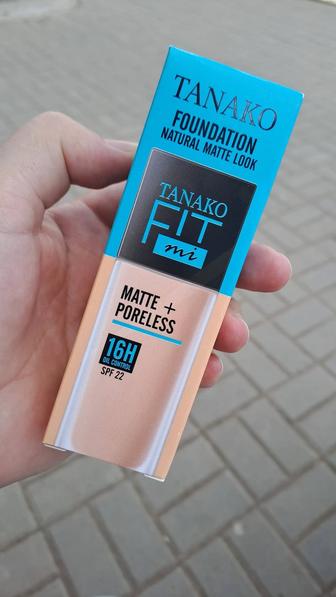 TANAKO
FOUNDATION
NATURAL MATTE LOOK
TANAKO
FIT
mi
MATTE +
PORELESS
16H
OIL CONTROL
SPF 22